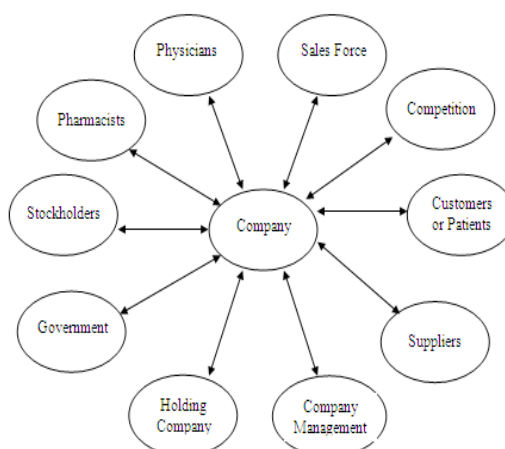 Physicians
Sales Force
Pharmacists
Competition
Stockholders
Company
Customers
or Patients
Government
Suppliers
Holding
Company
Company
Management